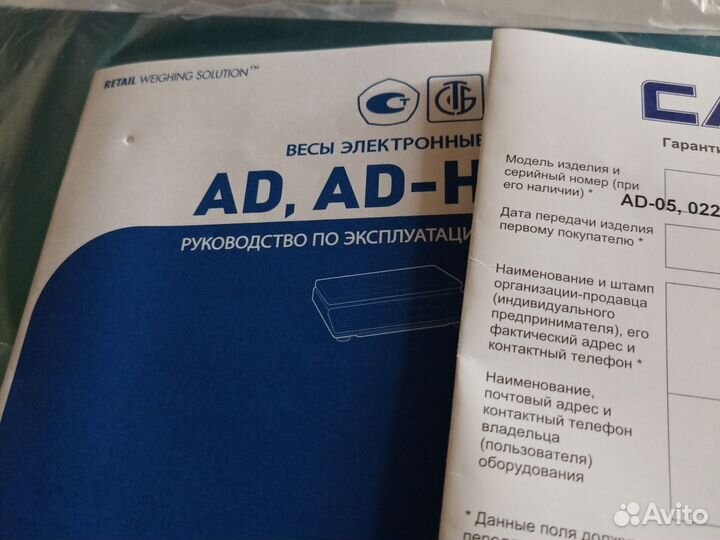 RETAIL WEIGHING SOLUTION™
ВЕСЫ ЭЛЕКТРОННЫЕ
AD, AD-H
РУКОВОДСТВО ПО ЭКСПЛУАТАЦИ
CA
Гаранти
Модель изделия и
серийный номер (при
его наличии) *
AD-05, 022
Дата передачи изделия
первому покупателю *
Наименование и штамп
организации-продавца
(индивидуального
предпринимателя), его
фактический адрес и
контактный телефон *
Наименование,
почтовый адрес и
контактный телефон
владельца
(пользователя)
оборудования
* Данные поля должн
Avito